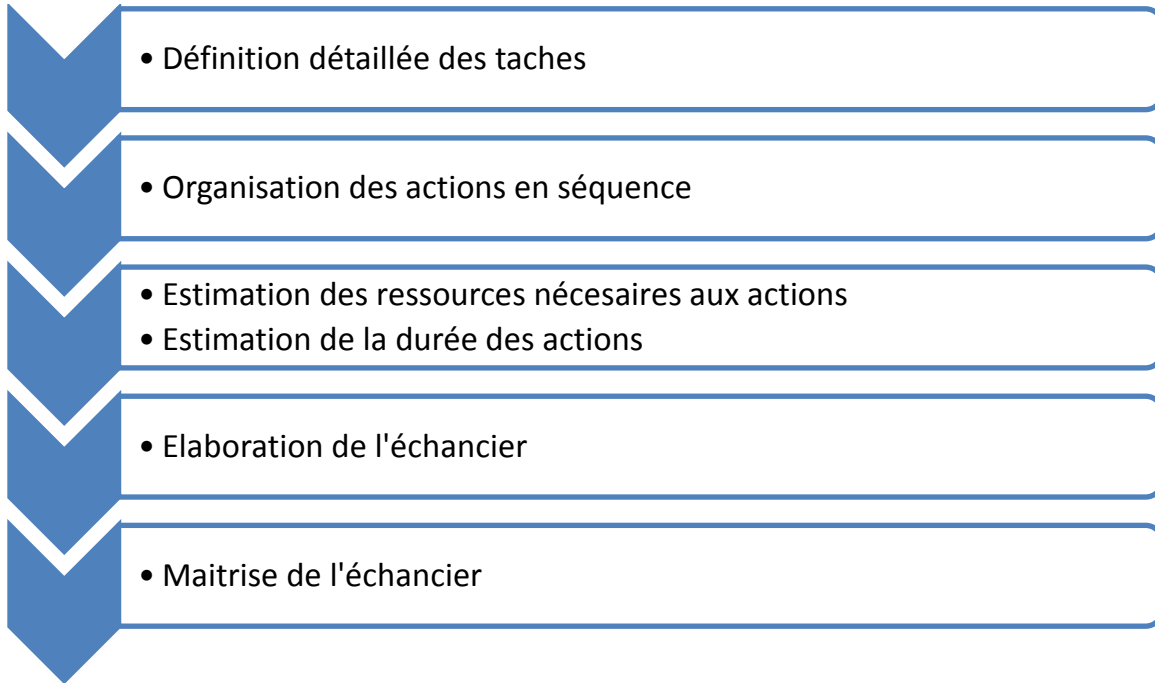 • Définition détaillée des taches
• Organisation des actions en séquence
• Estimation des ressources nécesaires aux actions
• Estimation de la durée des actions
• Elaboration de l'échancier
• Maitrise de l'échancier